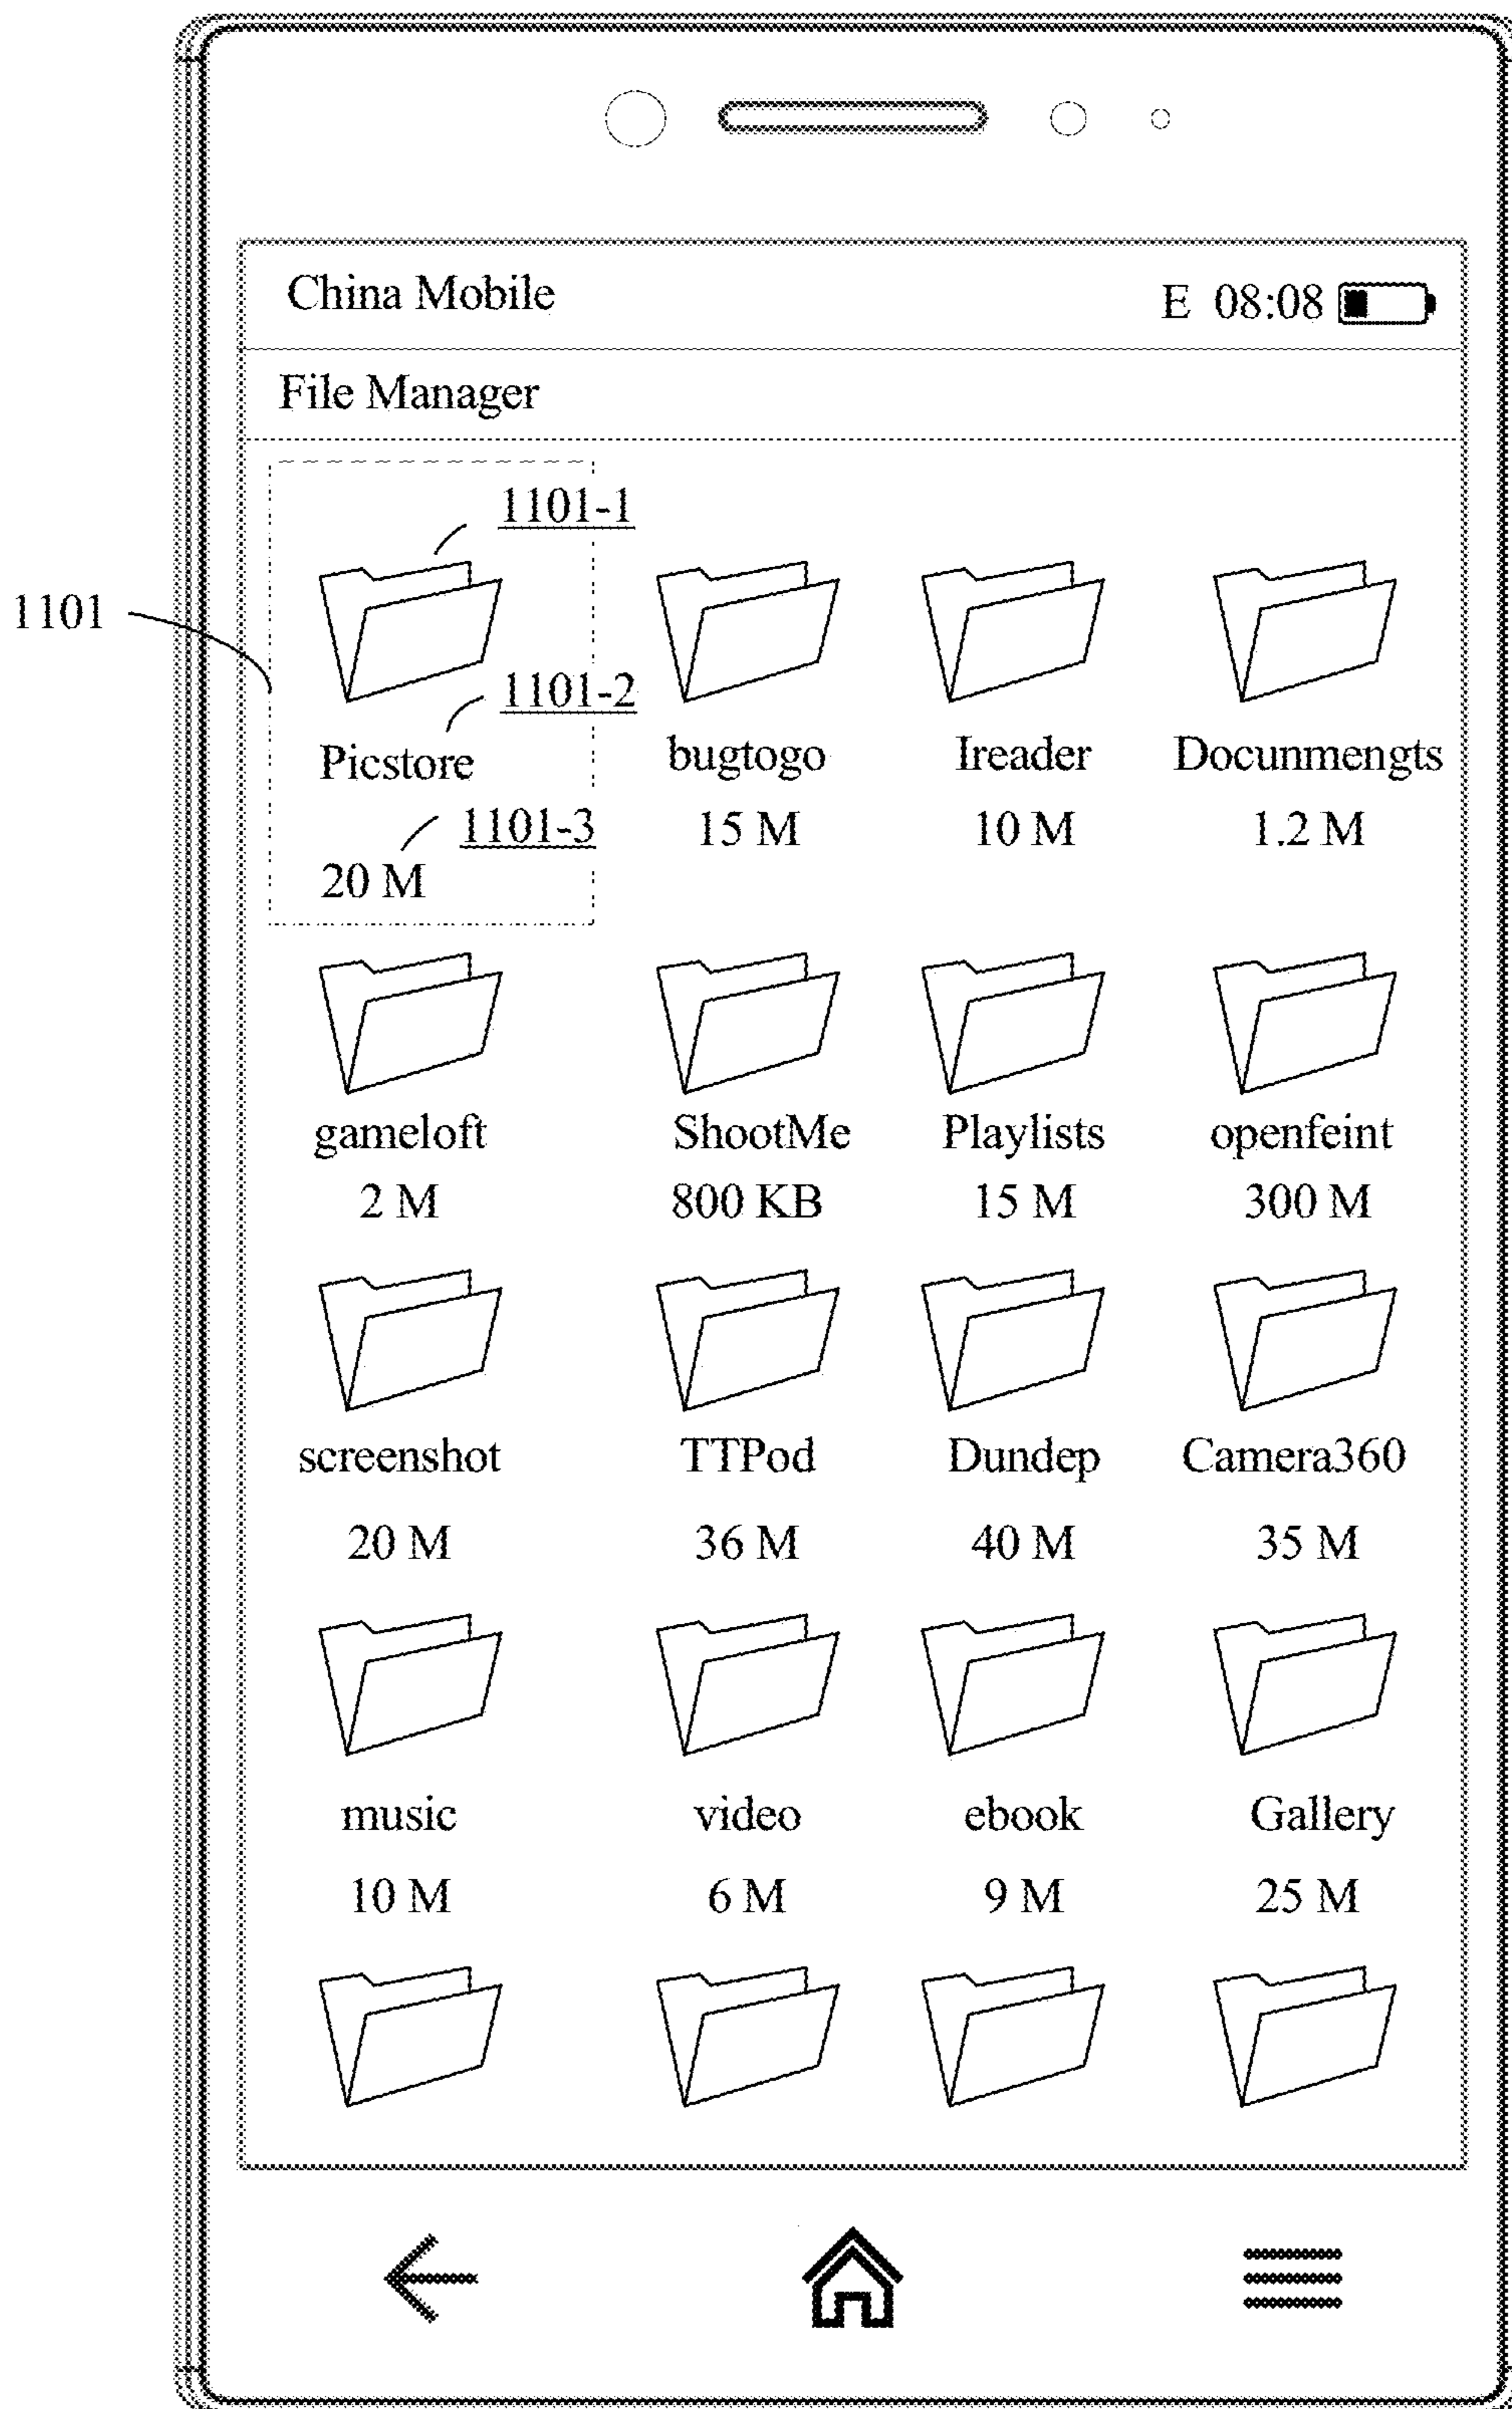 China Mobile E 08:08
File Manager
1101-1
1101
1101-2
Picstore bugtogo Ireader Docunmengts
1101-3
20 M 15 M 10 M 1.2 M
gameloft ShootMe Playlists openfeint
2 M 800 KB 15 M 300 M
screenshot TTPod Dundep Camera360
20 M 36 M 40 M 35 M
music video ebook Gallery
10 M 6 M 9 M 25 M